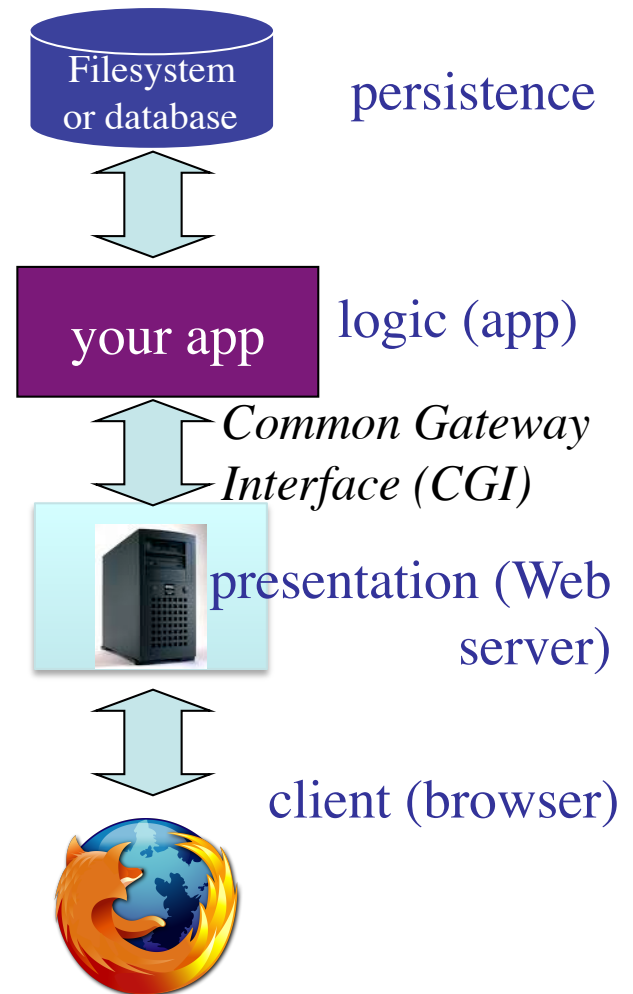 Filesystem
or database
persistence
your app
logic (app)
Common Gateway
Interface (CGI)
presentation (Web
server)
client (browser)